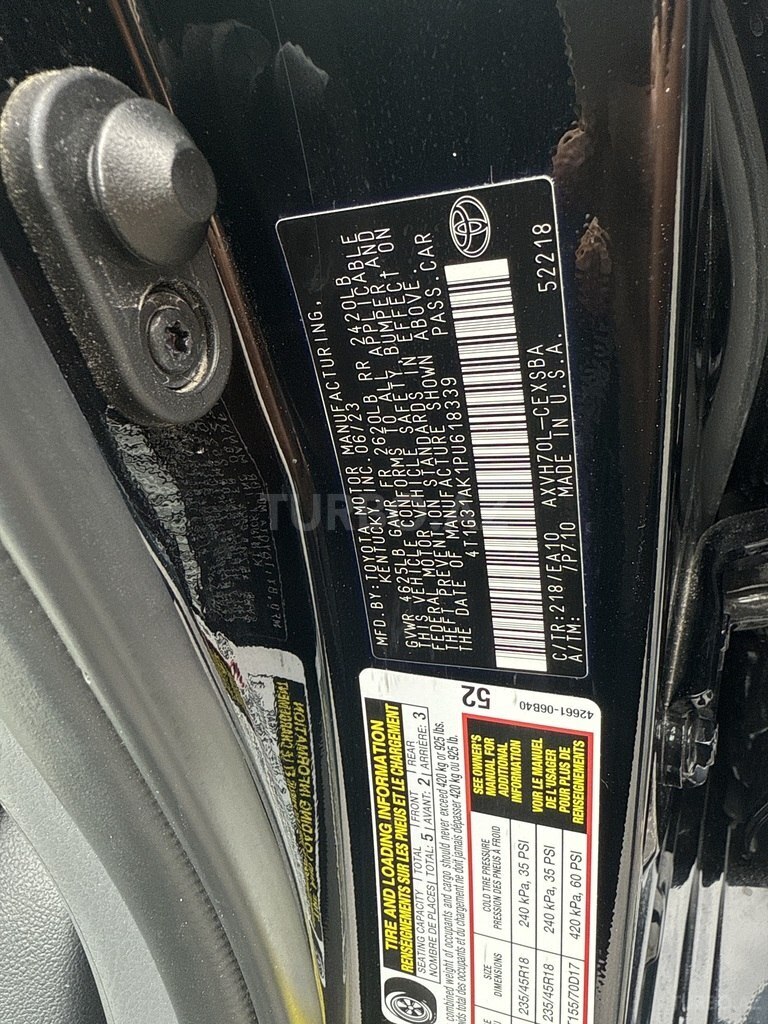 MFD. BY: TOYOTA MOTOR MANUFACTURING,
KENTUCKY, INC. 06/23
GVWR 4625LB GAWR FR 2620LB RR 2420LB
THIS VEHICLE CONFORMS TO ALL APPLICABLE
FEDERAL MOTOR VEHICLE SAFETY, BUMPER, AND
THEFT PREVENTION STANDARDS IN EFFECT ON
THE DATE OF MANUFACTURE SHOWN ABOVE.
4T1G31AK1PU618339 PASS. CAR
C/TR: 218/EA10 AXVH70L-CEXSBA 52218
A/TM: /P710 MADE IN U.S.A.
TIRE AND LOADING INFORMATION
RENSEIGNEMENTS SUR LES PNEUS ET LE CHARGEMENT
SEATING CAPACITY TOTAL FRONT REAR
NOMBRE DE PLACES TOTAL: 5 AVANT: 2 ARRIÈRE: 3
combined weight of occupants and cargo should never exceed 420 kg or 925 lbs.
total des occupants et du chargement ne doit jamais dépasser 420 kg ou 925 lb.
52
SIZE
DIMENSIONS
COLD TIRE PRESSURE
PRESSION DES PNEUS À FROID
SEE OWNER'S
MANUAL FOR
ADDITIONAL
INFORMATION
VOIR LE MANUEL
DE L'USAGER
POUR PLUS DE
RENSEIGNEMENTS
235/45R18 240 kPa, 35 PSI
235/45R18 240 kPa, 35 PSI
T155/70D17 420 kPa, 60 PSI
42661-06B40